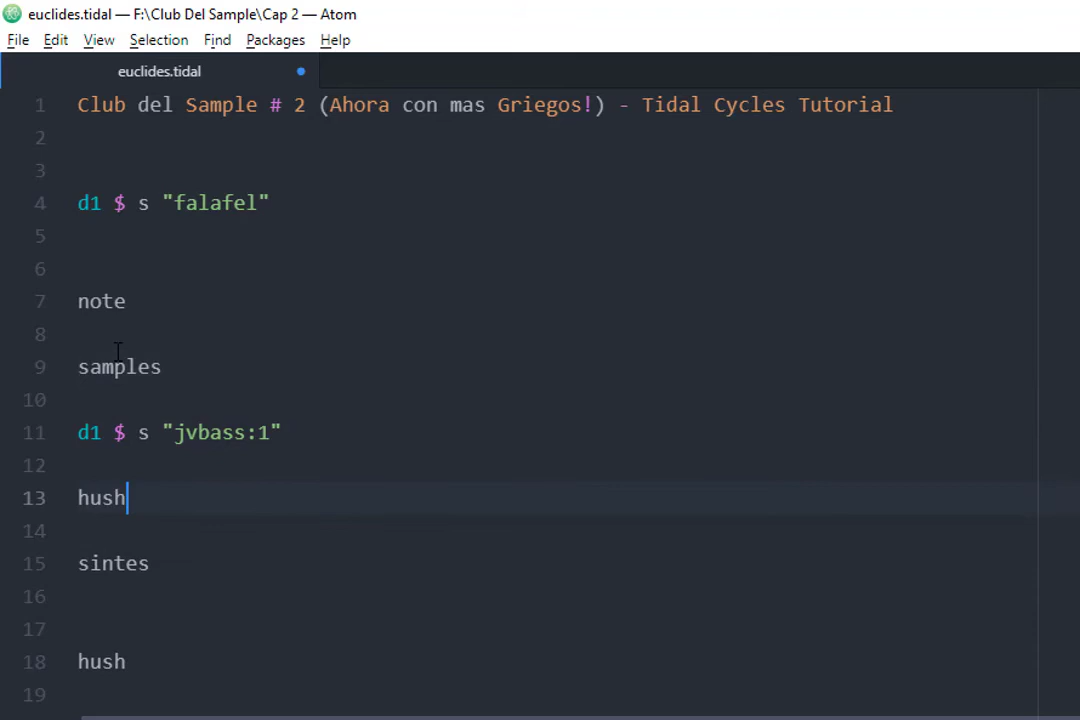 euclides.tidal — F:\Club Del Sample\Cap 2 — Atom
File Edit View Selection Find Packages Help
euclides.tidal
1 Club del Sample # 2 (Ahora con mas Griegos!) - Tidal Cycles Tutorial
2
3
4 d1 $ s "falafel"
5
6
7 note
8
9 samples
10
11 d1 $ s "jvbass:1"
12
13 hush
14
15 sintes
16
17
18 hush
19